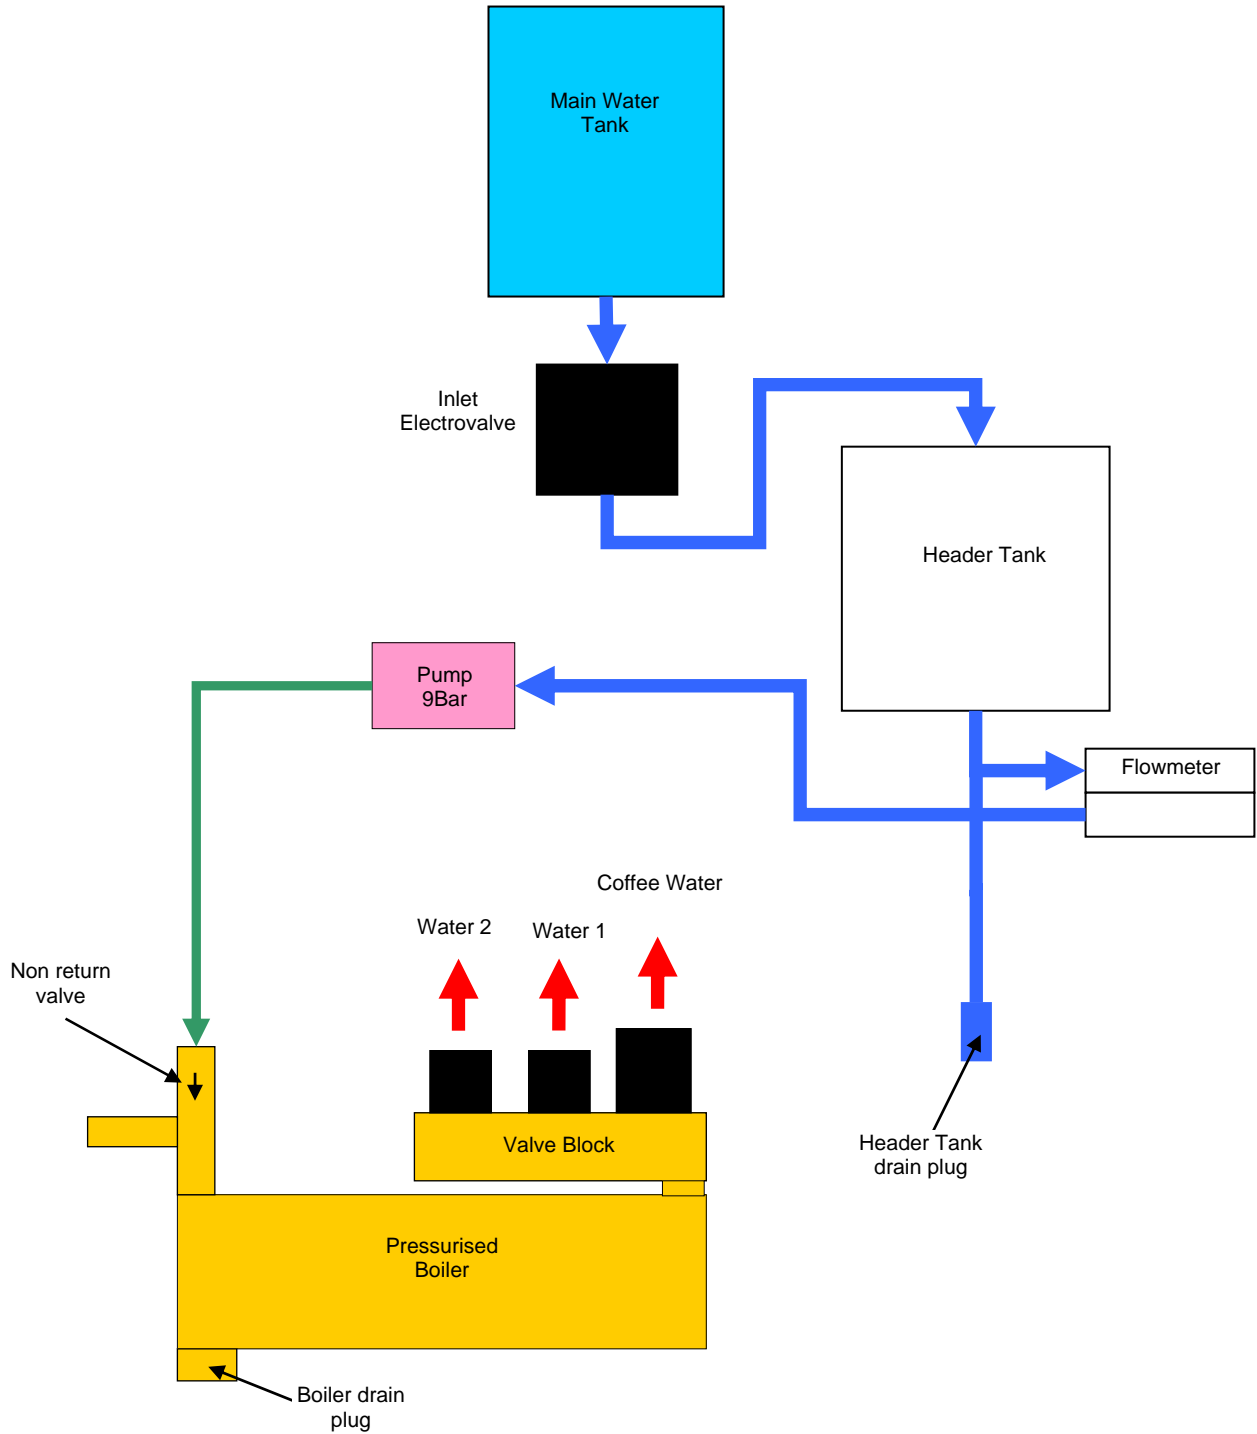 Main Water
Tank
Inlet
Electrovalve
Header Tank
Pump
9Bar
Flowmeter
Coffee Water
Water 2
Water 1
Non return
valve
Valve Block
Header Tank
drain plug
Pressurised
Boiler
Boiler drain
plug